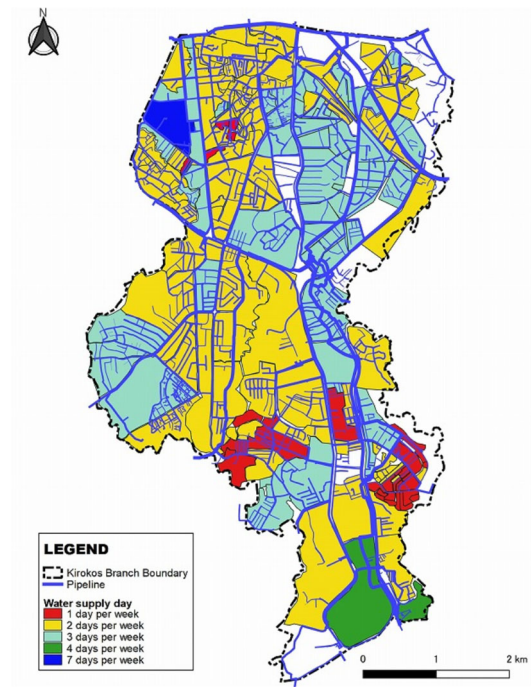 N
LEGEND
Kirokos Branch Boundary
Pipeline
Water supply day
1 day per week
2 days per week
3 days per week
4 days per week
7 days per week
0 1 2 km